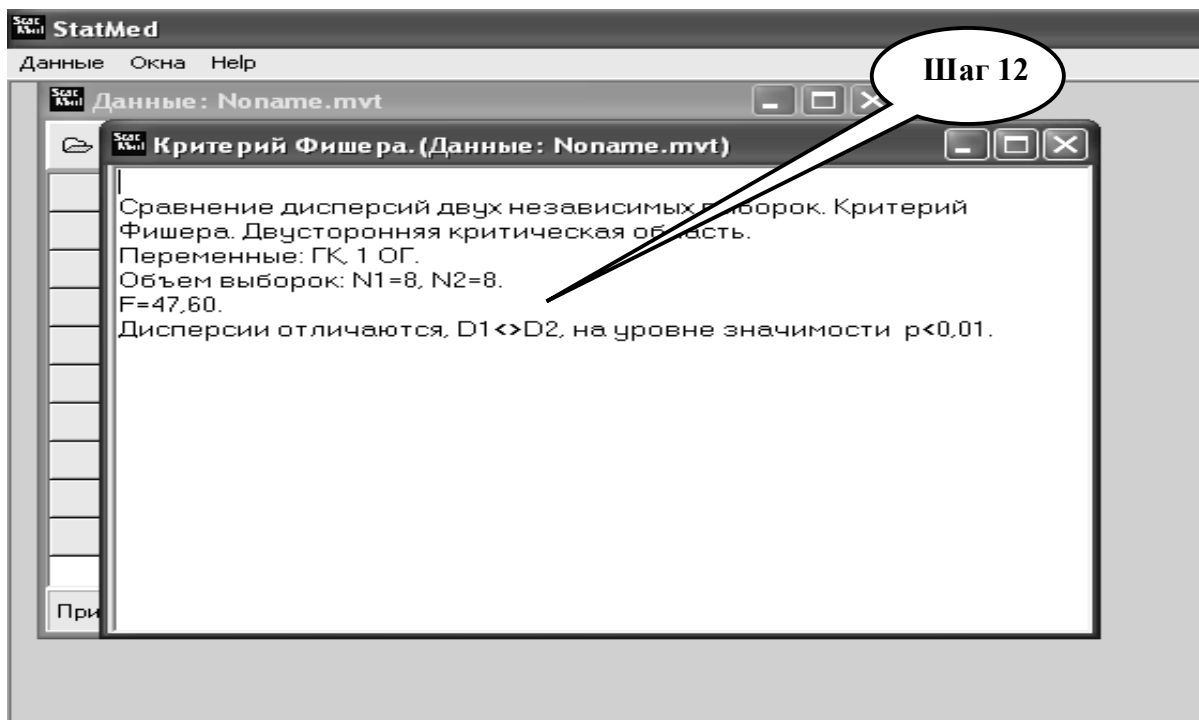 StatMed
Данные Окна Help
Шаг 12
Данные: Noname.mvt
Критерий Фишера.(Данные: Noname.mvt)
Сравнение дисперсий двух независимых выборок. Критерий
Фишера. Двусторонняя критическая область.
Переменные: ГК, 1 ОГ.
Объем выборок: N1=8, N2=8.
F=47,60.
Дисперсии отличаются, D1<>D2, на уровне значимости p<0,01.
При